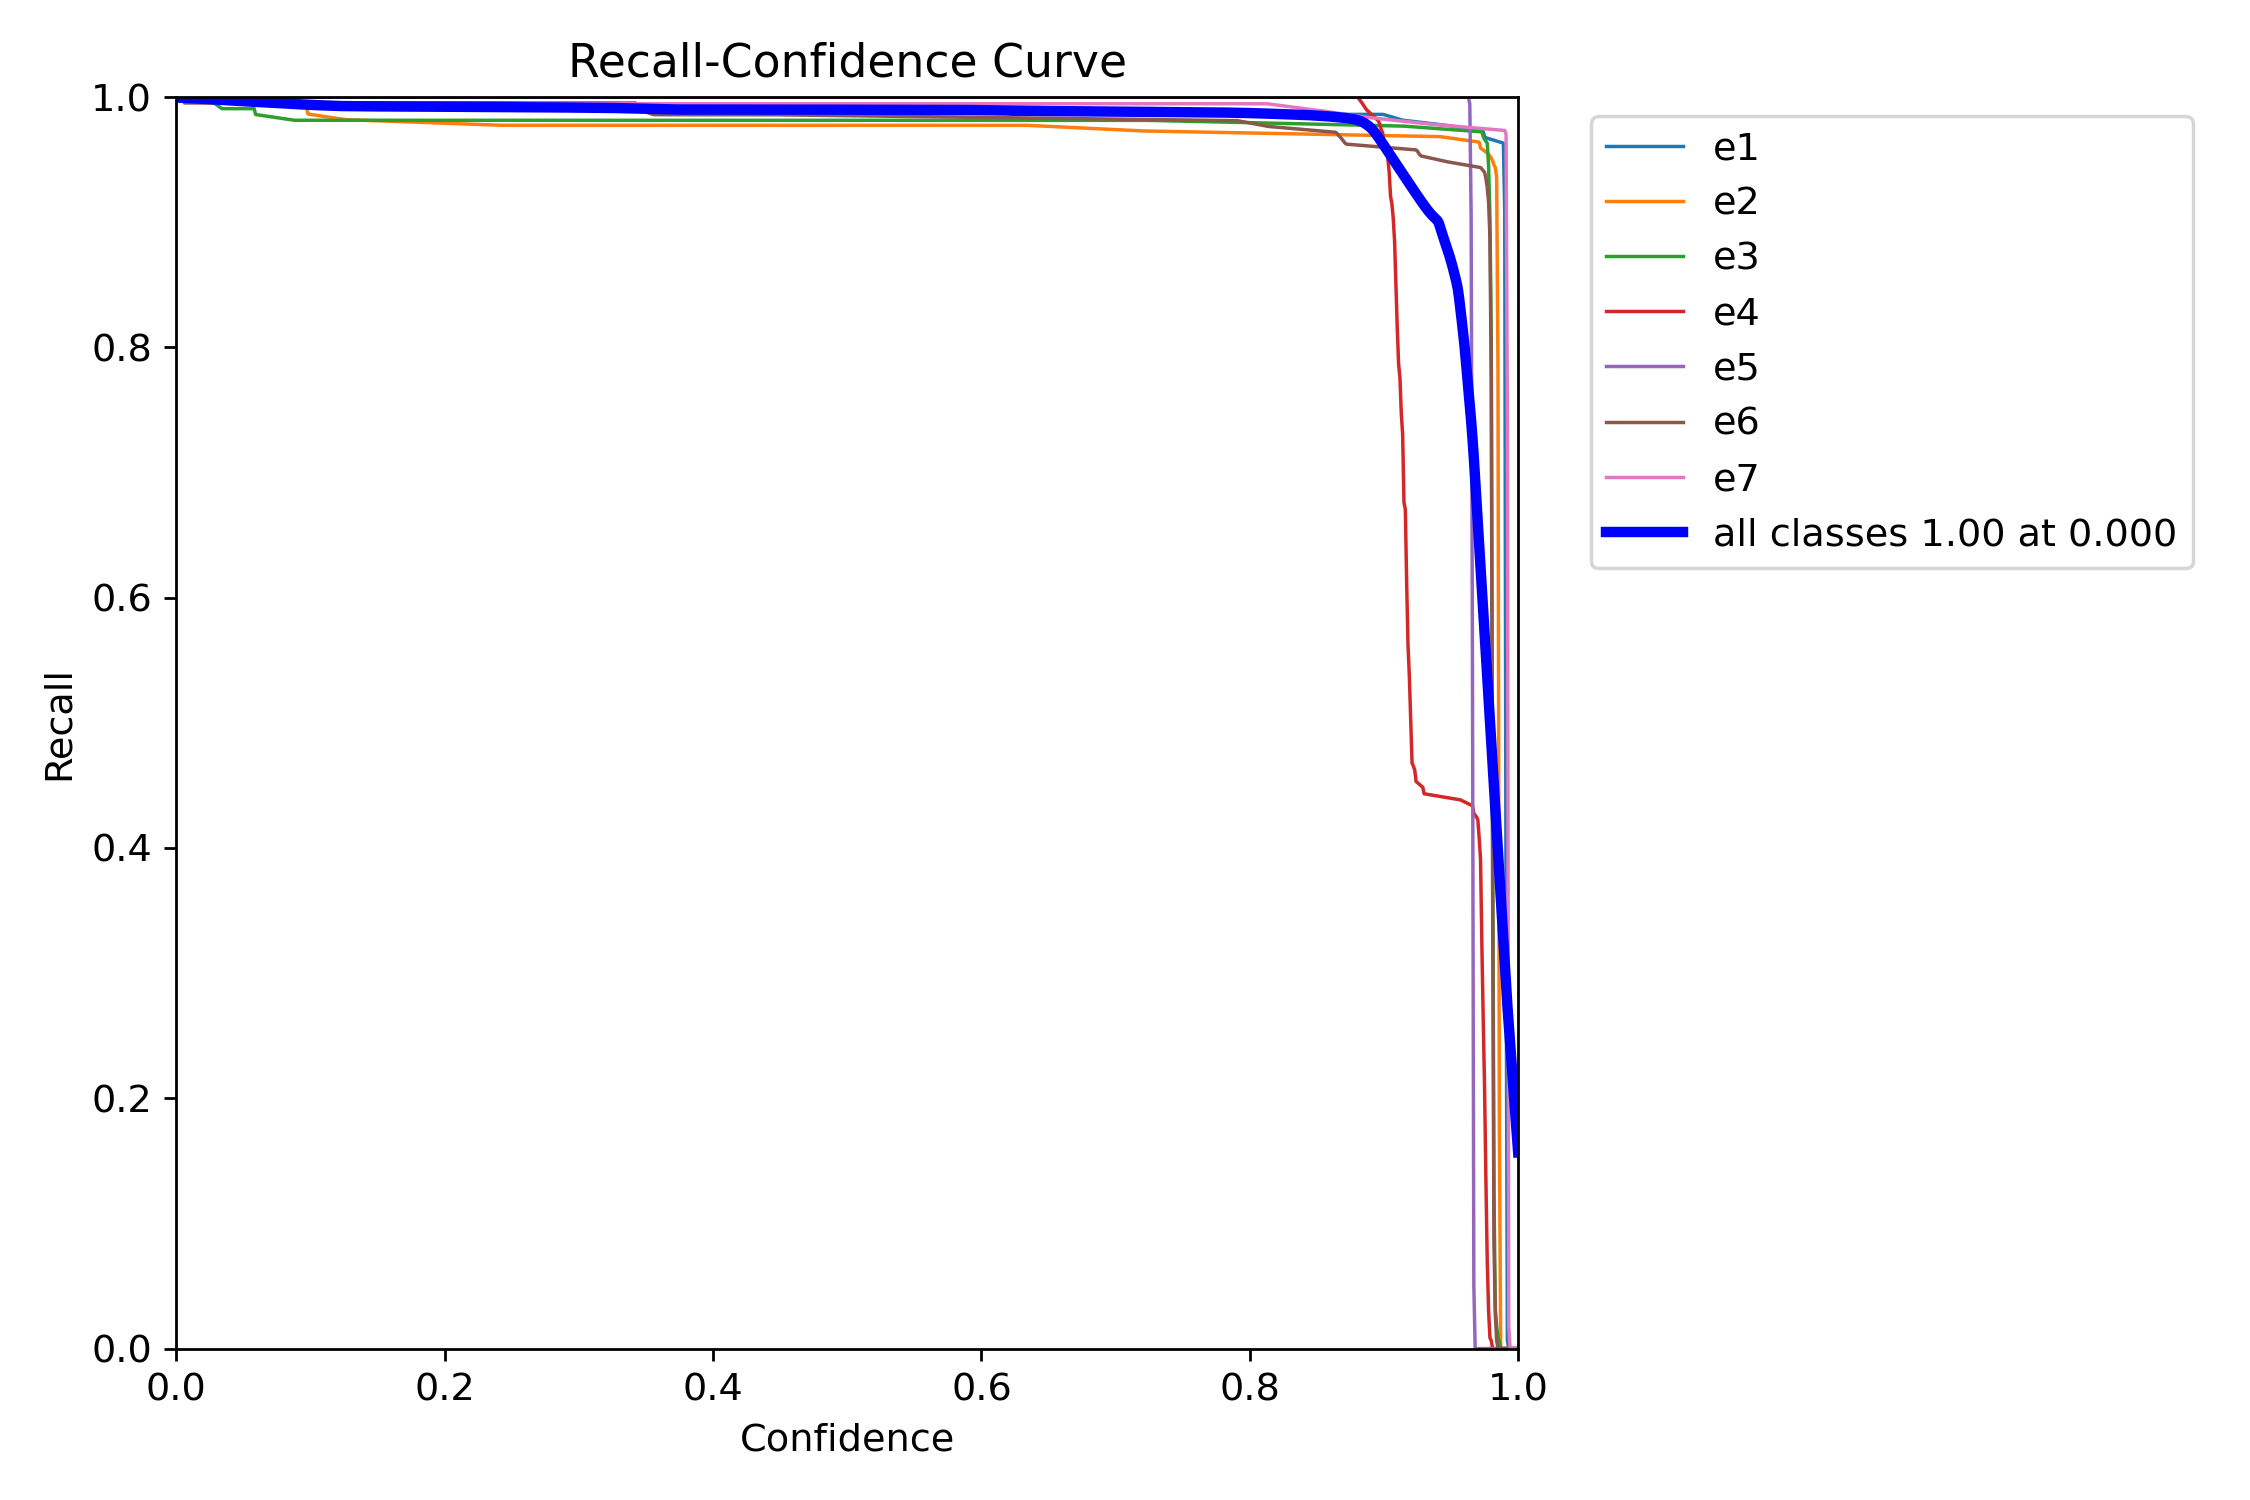 Recall-Confidence Curve
1.0
0.8
0.6
0.4
0.2
0.0
Recall
0.0 0.2 0.4 0.6 0.8 1.0
Confidence
e1
e2
e3
e4
e5
e6
e7
all classes 1.00 at 0.000